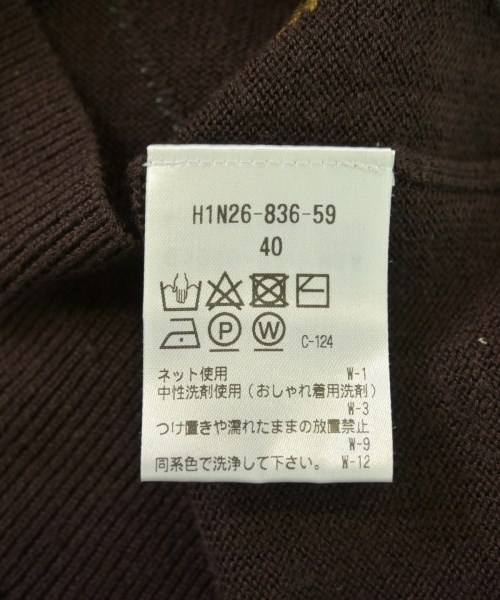 H1N26-836-59
40
P W C-124
ネット使用 W-1
中性洗剤使用（おしゃれ着用洗剤）
W-3
つけ置きや濡れたままの放置禁止
W-9
同系色で洗浄して下さい。 W-12